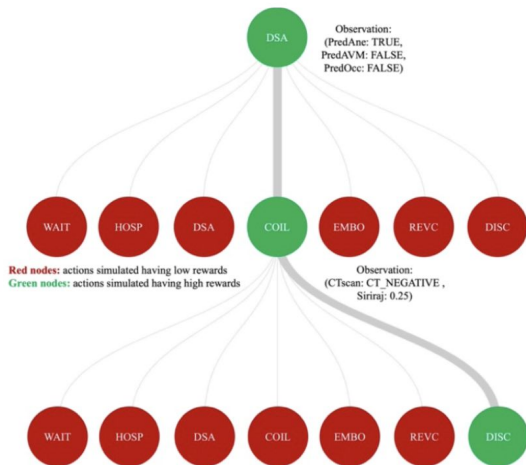 DSA
Observation:
(PredAne: TRUE,
PredAVM: FALSE,
PredOcc: FALSE)
WAIT
HOSP
DSA
COIL
EMBO
REVC
DISC
Red nodes: actions simulated having low rewards
Green nodes: actions simulated having high rewards
Observation:
(CTscan: CT_NEGATIVE ,
Siriraj: 0.25)
WAIT
HOSP
DSA
COIL
EMBO
REVC
DISC